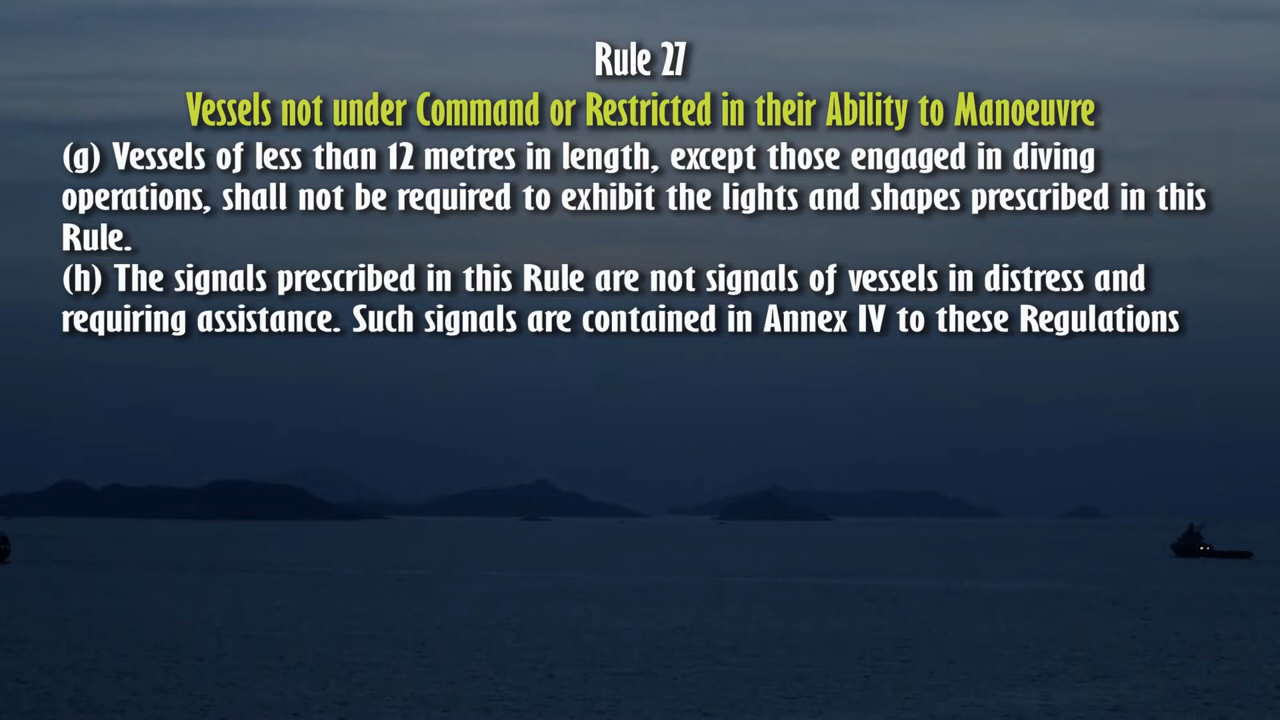 Rule 27
Vessels not under Command or Restricted in their Ability to Manoeuvre
(g) Vessels of less than 12 metres in length, except those engaged in diving
operations, shall not be required to exhibit the lights and shapes prescribed in this
Rule.
(h) The signals prescribed in this Rule are not signals of vessels in distress and
requiring assistance. Such signals are contained in Annex IV to these Regulations